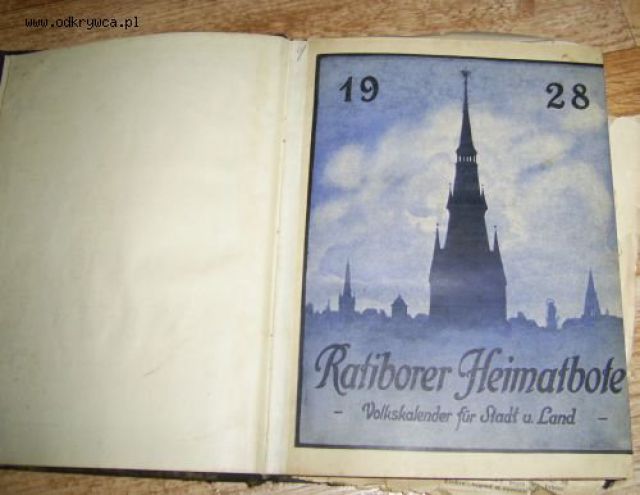 www.odkrywca.pl
19 28
Ratiborer Heimatbote
- Volkskalender für Stadt u. Land -